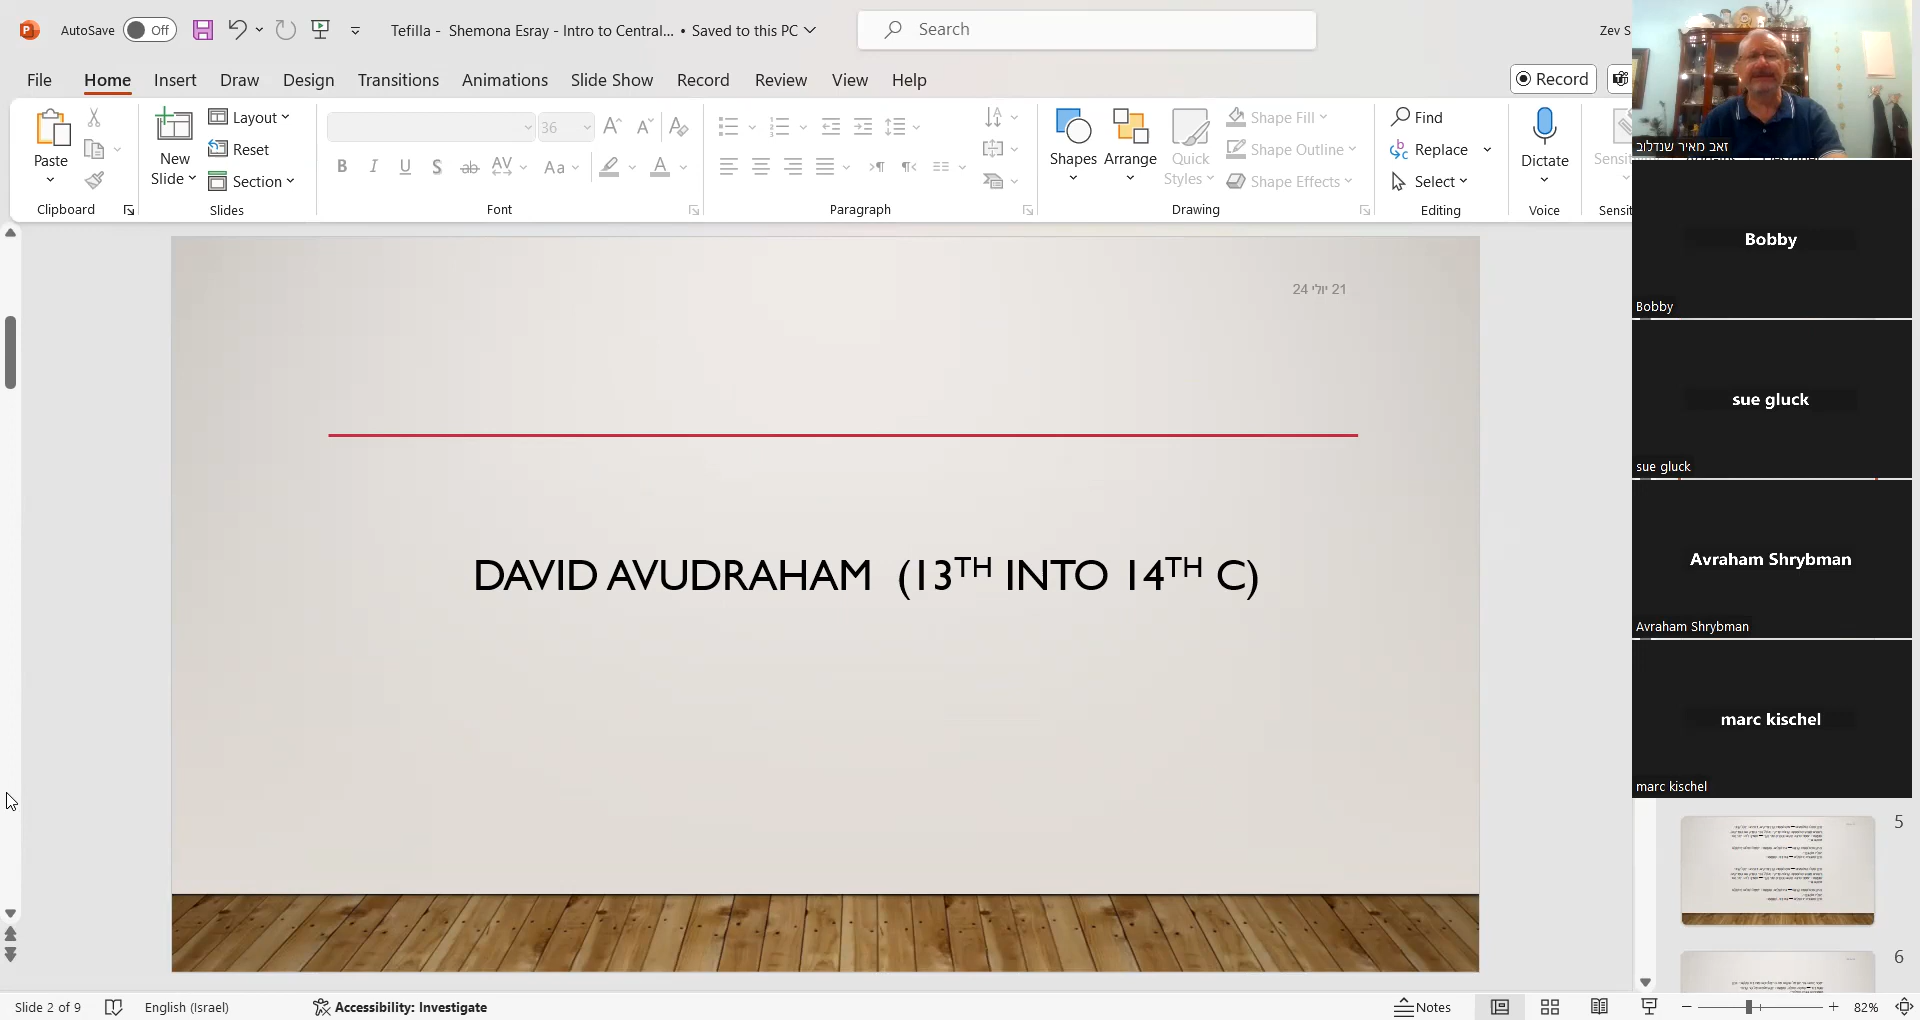 AutoSave Off Tefilla - Shemona Esray - Intro to Central... • Saved to this PC Search Zev S
File Home Insert Draw Design Transitions Animations Slide Show Record Review View Help Record
Paste New Slide Layout Reset Section 36 Aa Shapes Arrange Quick Styles Shape Fill Shape Outline Shape Effects Find Replace Select Dictate Sensit
Clipboard Slides Font Paragraph Drawing Editing Voice Sensit
זאב מאיר שנדלוב
21 יולי 24
DAVID AVUDRAHAM (13TH INTO 14TH C)
Bobby
Bobby
sue gluck
sue gluck
Avraham Shrybman
Avraham Shrybman
marc kischel
marc kischel
5
6
Slide 2 of 9 English (Israel) Accessibility: Investigate Notes 82%